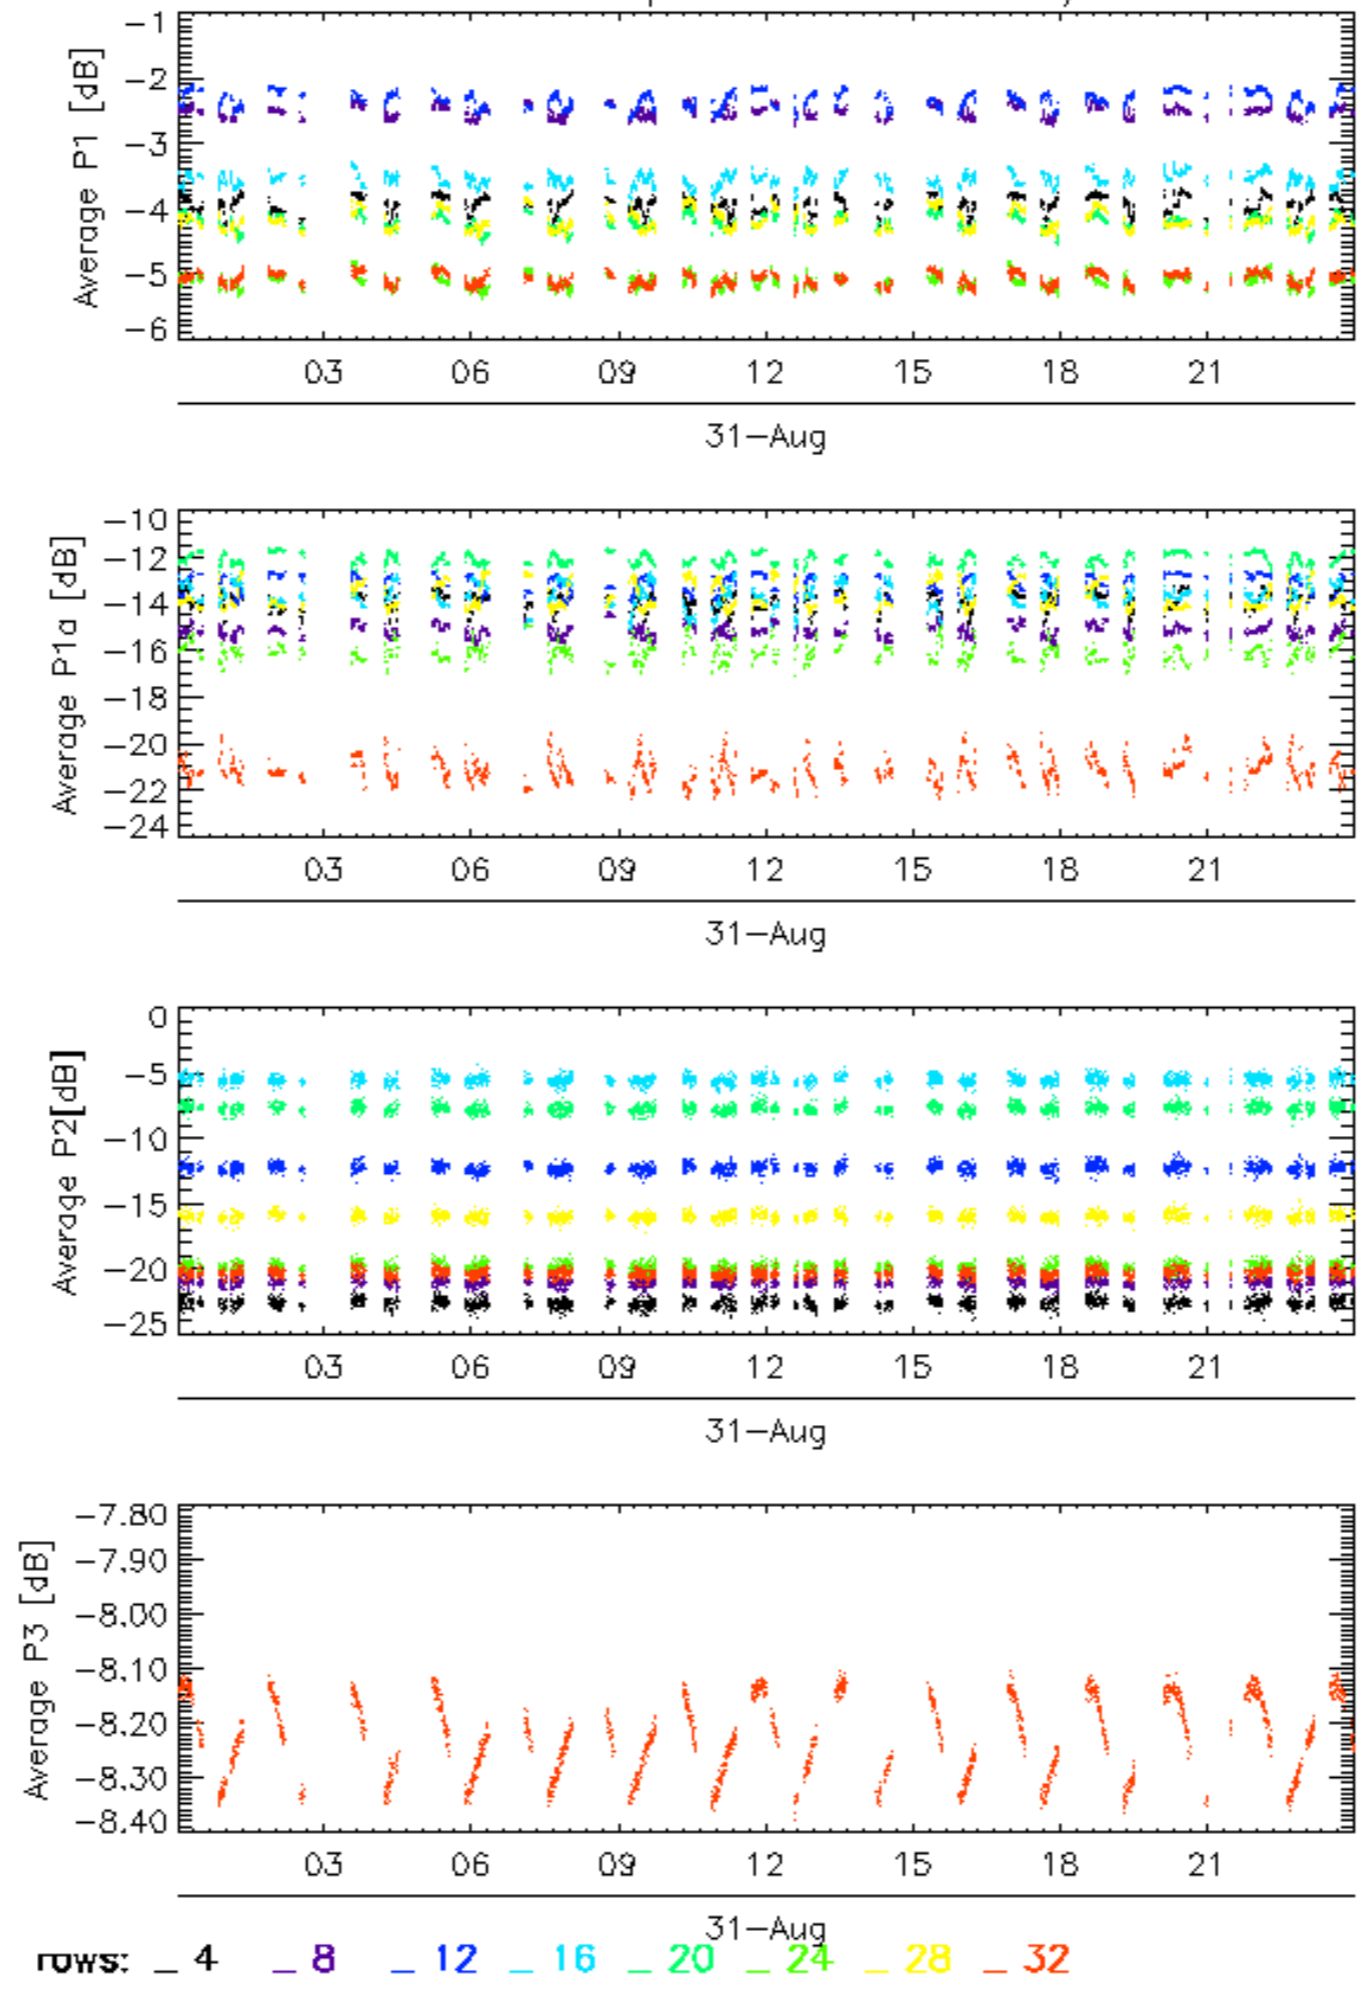 Average P1 [dB]
-1
-2
-3
-4
-5
-6
03 06 09 12 15 18 21
31-Aug
Average P1a [dB]
-10
-12
-14
-16
-18
-20
-22
-24
03 06 09 12 15 18 21
31-Aug
Average P2[dB]
0
-5
-10
-15
-20
-25
03 06 09 12 15 18 21
31-Aug
Average P3 [dB]
-7.80
-7.90
-8.00
-8.10
-8.20
-8.30
-8.40
03 06 09 12 15 18 21
31-Aug
rows: _ 4 _ 8 _ 12 _ 16 _ 20 _ 24 _ 28 _ 32